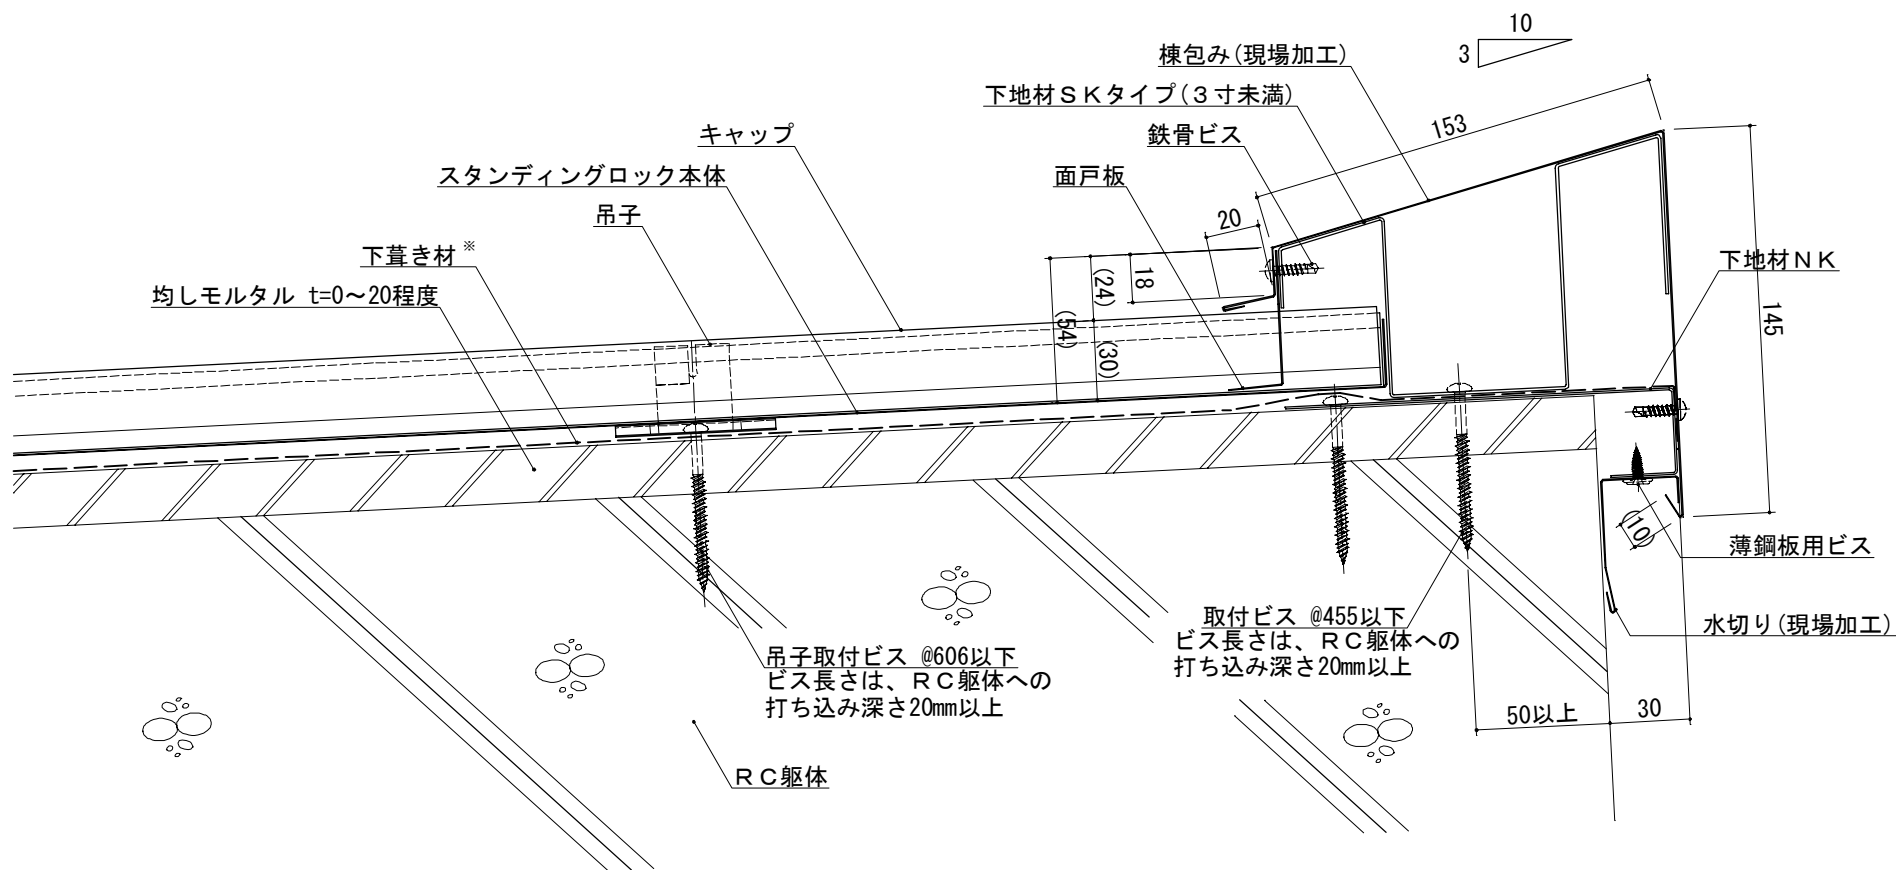 10
3
棟包み(現場加工)
下地材ＳＫタイプ(３寸未満)
153
キャップ
鉄骨ビス
スタンディングロック本体
面戸板
吊子
20
下葺き材※
下地材ＮＫ
均しモルタル t=0～20程度
(24)
18
(54)
(30)
145
10
薄鋼板用ビス
取付ビス @455以下
ビス長さは、ＲＣ躯体への
打ち込み深さ20mm以上
水切り(現場加工)
吊子取付ビス @606以下
ビス長さは、ＲＣ躯体への
打ち込み深さ20mm以上
50以上
30
ＲＣ躯体